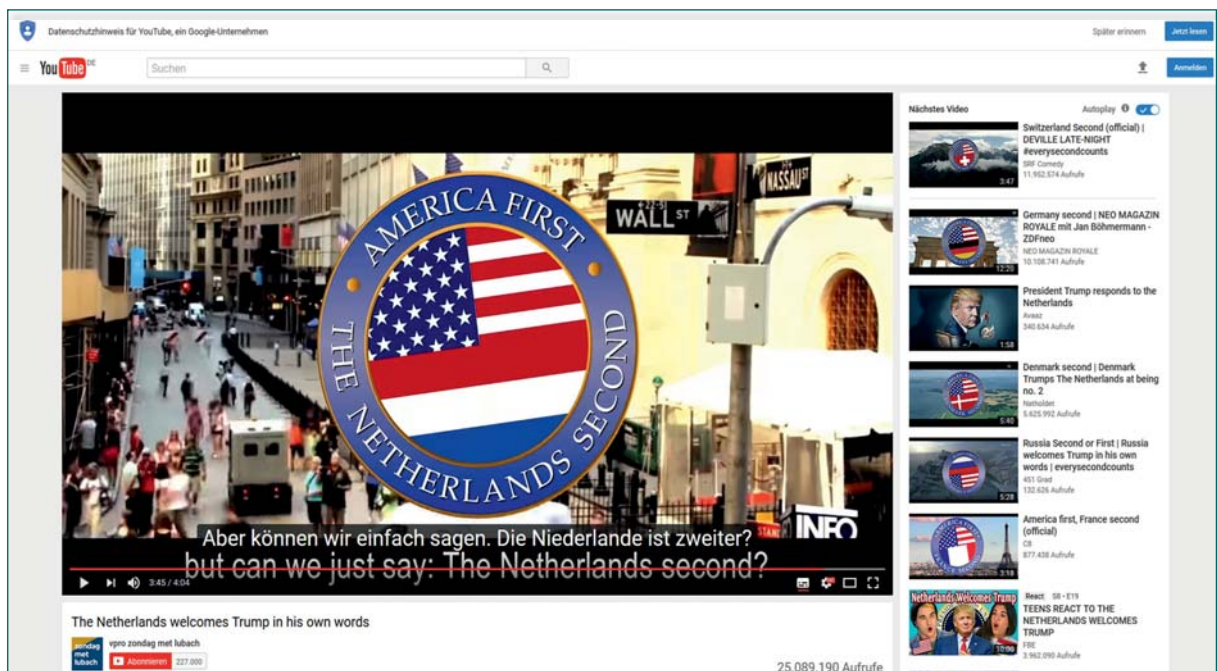 Datenschutzhinweis für YouTube, ein Google-Unternehmen
Später erinnern
Jetzt lesen
YouTube DE
Suchen
Anmelden
AMERICA FIRST
THE NETHERLANDS SECOND
WALL ST
NASSAU ST
INFO
Aber können wir einfach sagen. Die Niederlande ist zweiter?
but can we just say: The Netherlands second?
3:45 / 4:04
The Netherlands welcomes Trump in his own words
zondag met lubach
vpro zondag met lubach
Abonnieren 227.000
25.089.190 Aufrufe
Nächstes Video
Autoplay
Switzerland Second (official) |
DEVILLE LATE-NIGHT
#everysecondcounts
SRF Comedy
11.952.574 Aufrufe
3:47
Germany second | NEO MAGAZIN
ROYALE mit Jan Böhmermann -
ZDFneo
NEO MAGAZIN ROYALE
10.108.741 Aufrufe
12:20
President Trump responds to the
Netherlands
Avaaz
340.634 Aufrufe
1:58
Denmark second | Denmark
Trumps The Netherlands at being
no. 2
Natholdet
5.625.992 Aufrufe
5:40
Russia Second or First | Russia
welcomes Trump in his own
words | everysecondcounts
451 Grad
132.626 Aufrufe
5:28
America first, France second
(official)
C8
877.438 Aufrufe
3:18
Netherlands Welcomes Trump
React S8 • E19
TEENS REACT TO THE
NETHERLANDS WELCOMES
TRUMP
FBE
3.962.090 Aufrufe
10:00